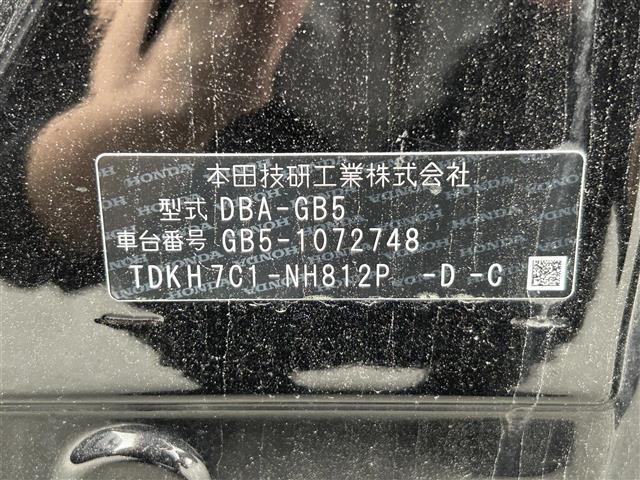 本田技研工業株式会社
型式 DBA-GB5
車台番号 GB5-1072748
TDKH7C1-NH812P -D -C